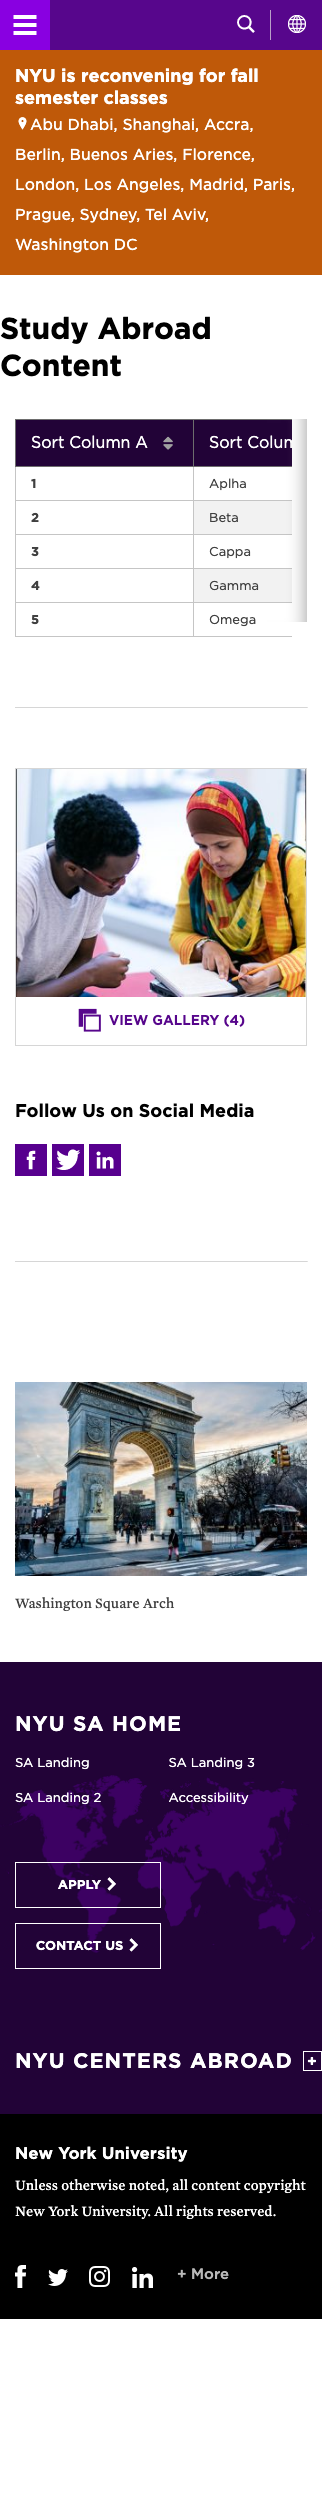 NYU is reconvening for fall
semester classes
Abu Dhabi, Shanghai, Accra,
Berlin, Buenos Aries, Florence,
London, Los Angeles, Madrid, Paris,
Prague, Sydney, Tel Aviv,
Washington DC
Study Abroad
Content
Sort Column A Sort Colum
1 Aplha
2 Beta
3 Cappa
4 Gamma
5 Omega
VIEW GALLERY (4)
Follow Us on Social Media
Washington Square Arch
NYU SA HOME
SA Landing SA Landing 3
SA Landing 2 Accessibility
APPLY
CONTACT US
NYU CENTERS ABROAD
New York University
Unless otherwise noted, all content copyright
New York University. All rights reserved.
+ More